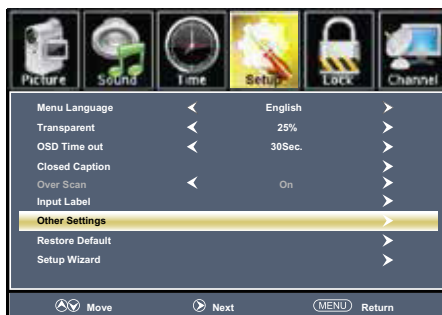 Picture Sound Time Setup Lock Channel
Menu Language English
Transparent 25%
OSD Time out 30Sec.
Closed Caption
Over Scan On
Input Label
Other Settings
Restore Default
Setup Wizard
Move Next MENU Return